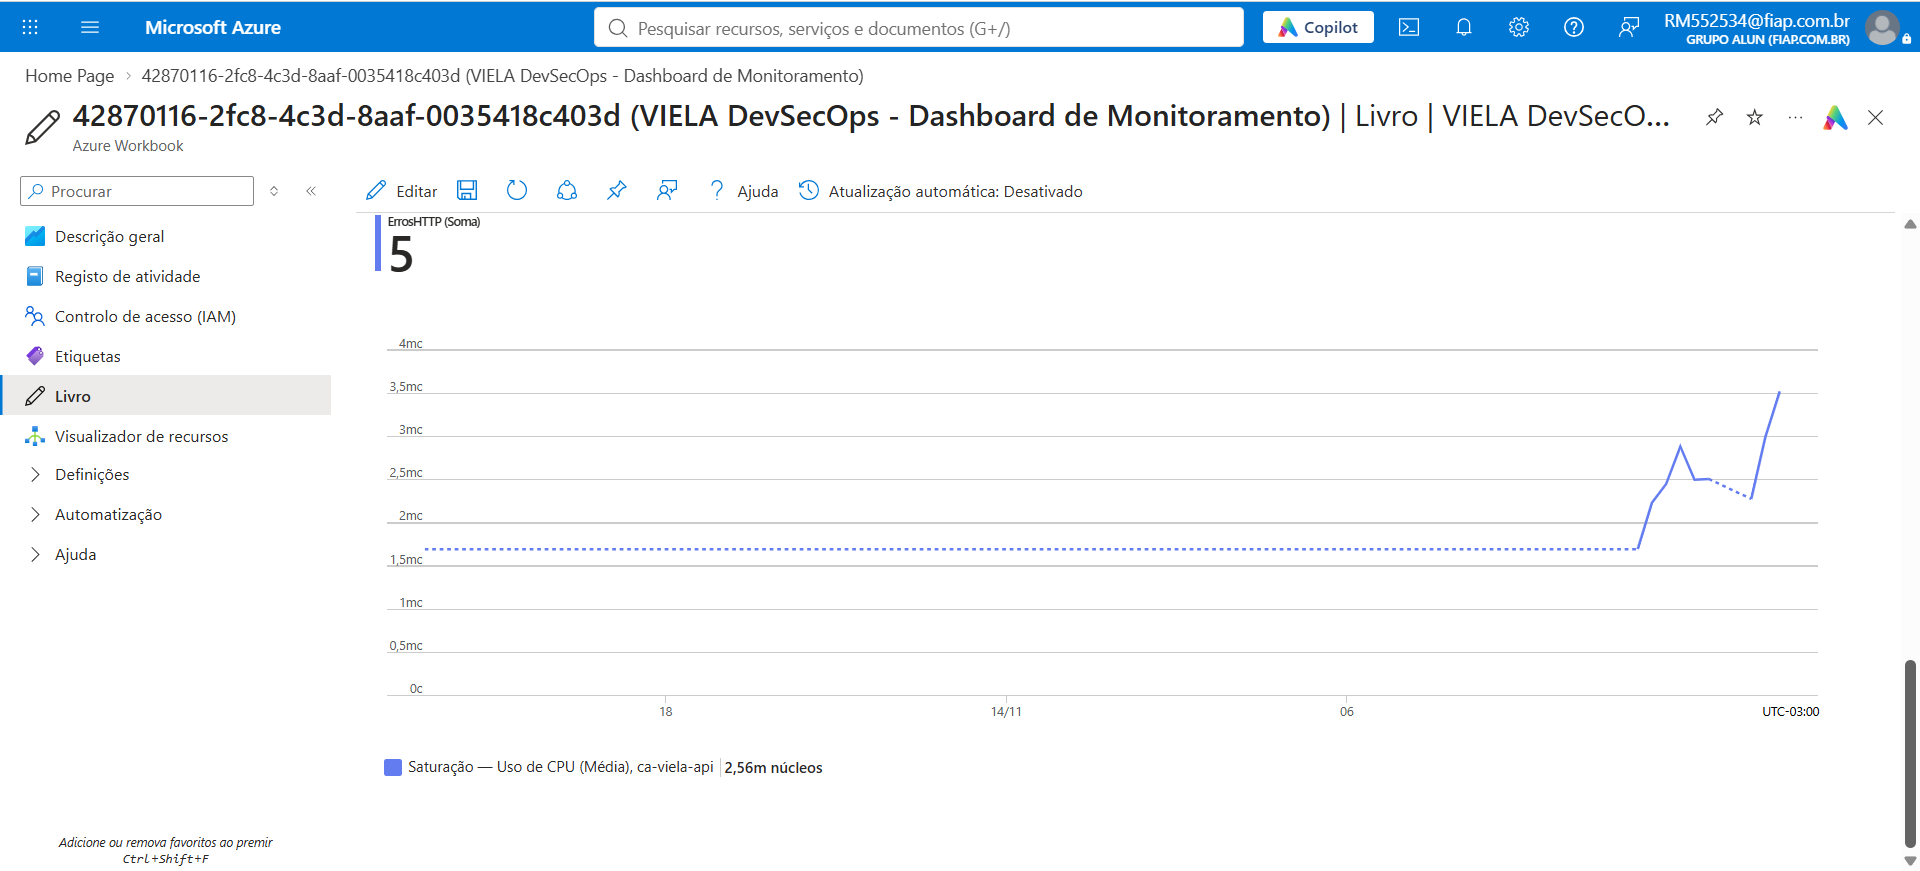 Microsoft Azure
Pesquisar recursos, serviços e documentos (G+/)
Copilot
RM552534@fiap.com.br
GRUPO ALUN (FIAP.COM.BR)
Home Page
42870116-2fc8-4c3d-8aaf-0035418c403d (VIELA DevSecOps - Dashboard de Monitoramento)
42870116-2fc8-4c3d-8aaf-0035418c403d (VIELA DevSecOps - Dashboard de Monitoramento) | Livro | VIELA DevSecO...
Azure Workbook
Procurar
Descrição geral
Registo de atividade
Controlo de acesso (IAM)
Etiquetas
Livro
Visualizador de recursos
Definições
Automatização
Ajuda
Adicione ou remova favoritos ao premir
Ctrl+Shift+F
Editar
Ajuda
Atualização automática: Desativado
ErrosHTTP (Soma)
5
4mc
3,5mc
3mc
2,5mc
2mc
1,5mc
1mc
0,5mc
0c
18
14/11
06
UTC-03:00
Saturação — Uso de CPU (Média), ca-viela-api
2,56m núcleos